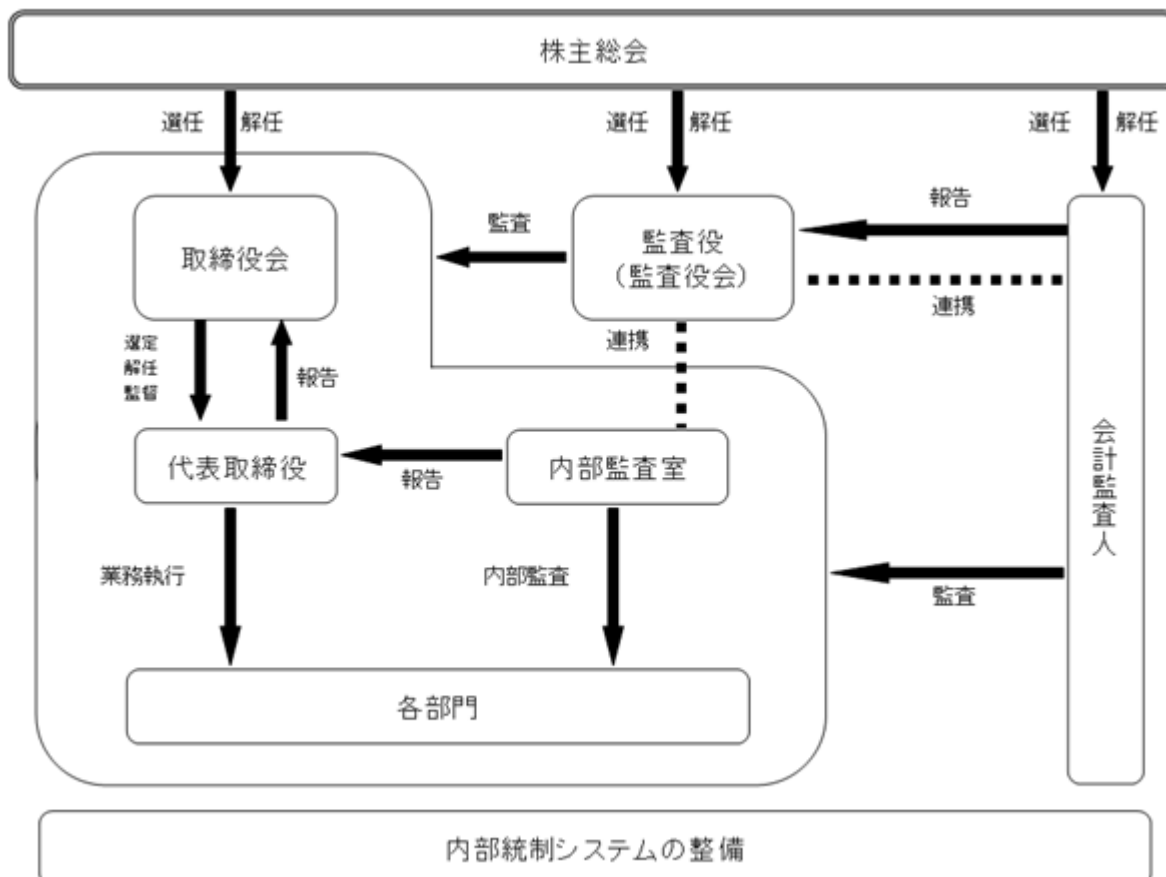 株主総会
選任 解任
選任 解任
選任 解任
取締役会
監査
監査役
(監査役会)
報告
連携
選定
解任
監督
報告
連携
代表取締役
報告
内部監査室
会計監査人
業務執行
内部監査
監査
各部門
内部統制システムの整備